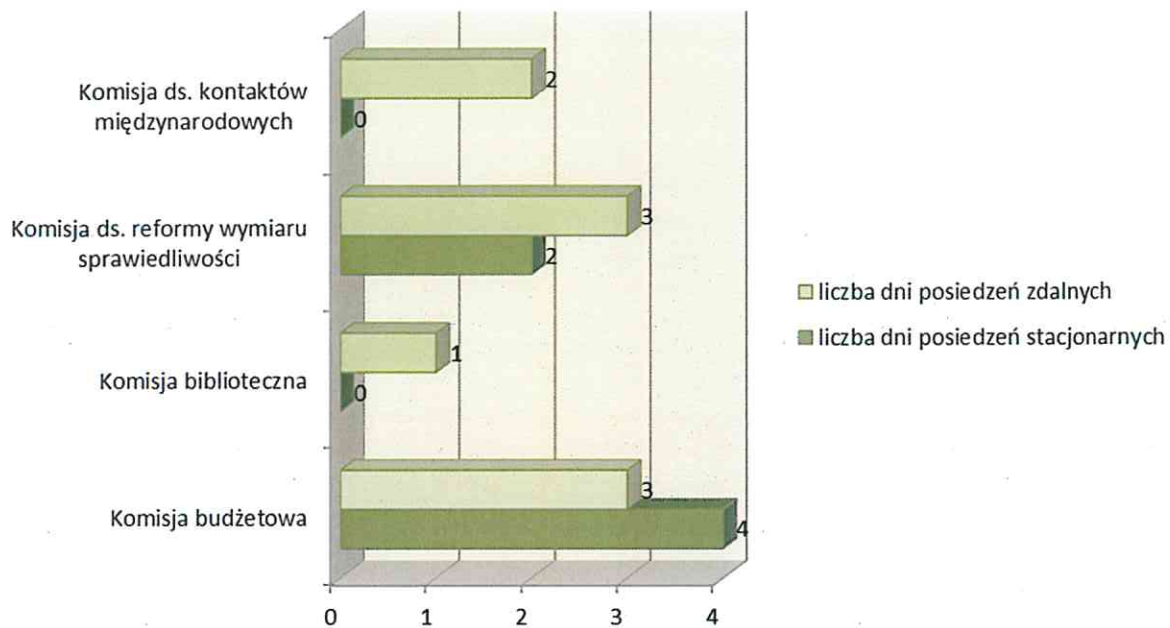 Komisja ds. kontaktów
międzynarodowych
2
0
Komisja ds. reformy wymiaru
sprawiedliwości
3
2
Komisja biblioteczna
1
0
Komisja budżetowa
3
4
0 1 2 3 4
liczba dni posiedzeń zdalnych
liczba dni posiedzeń stacjonarnych